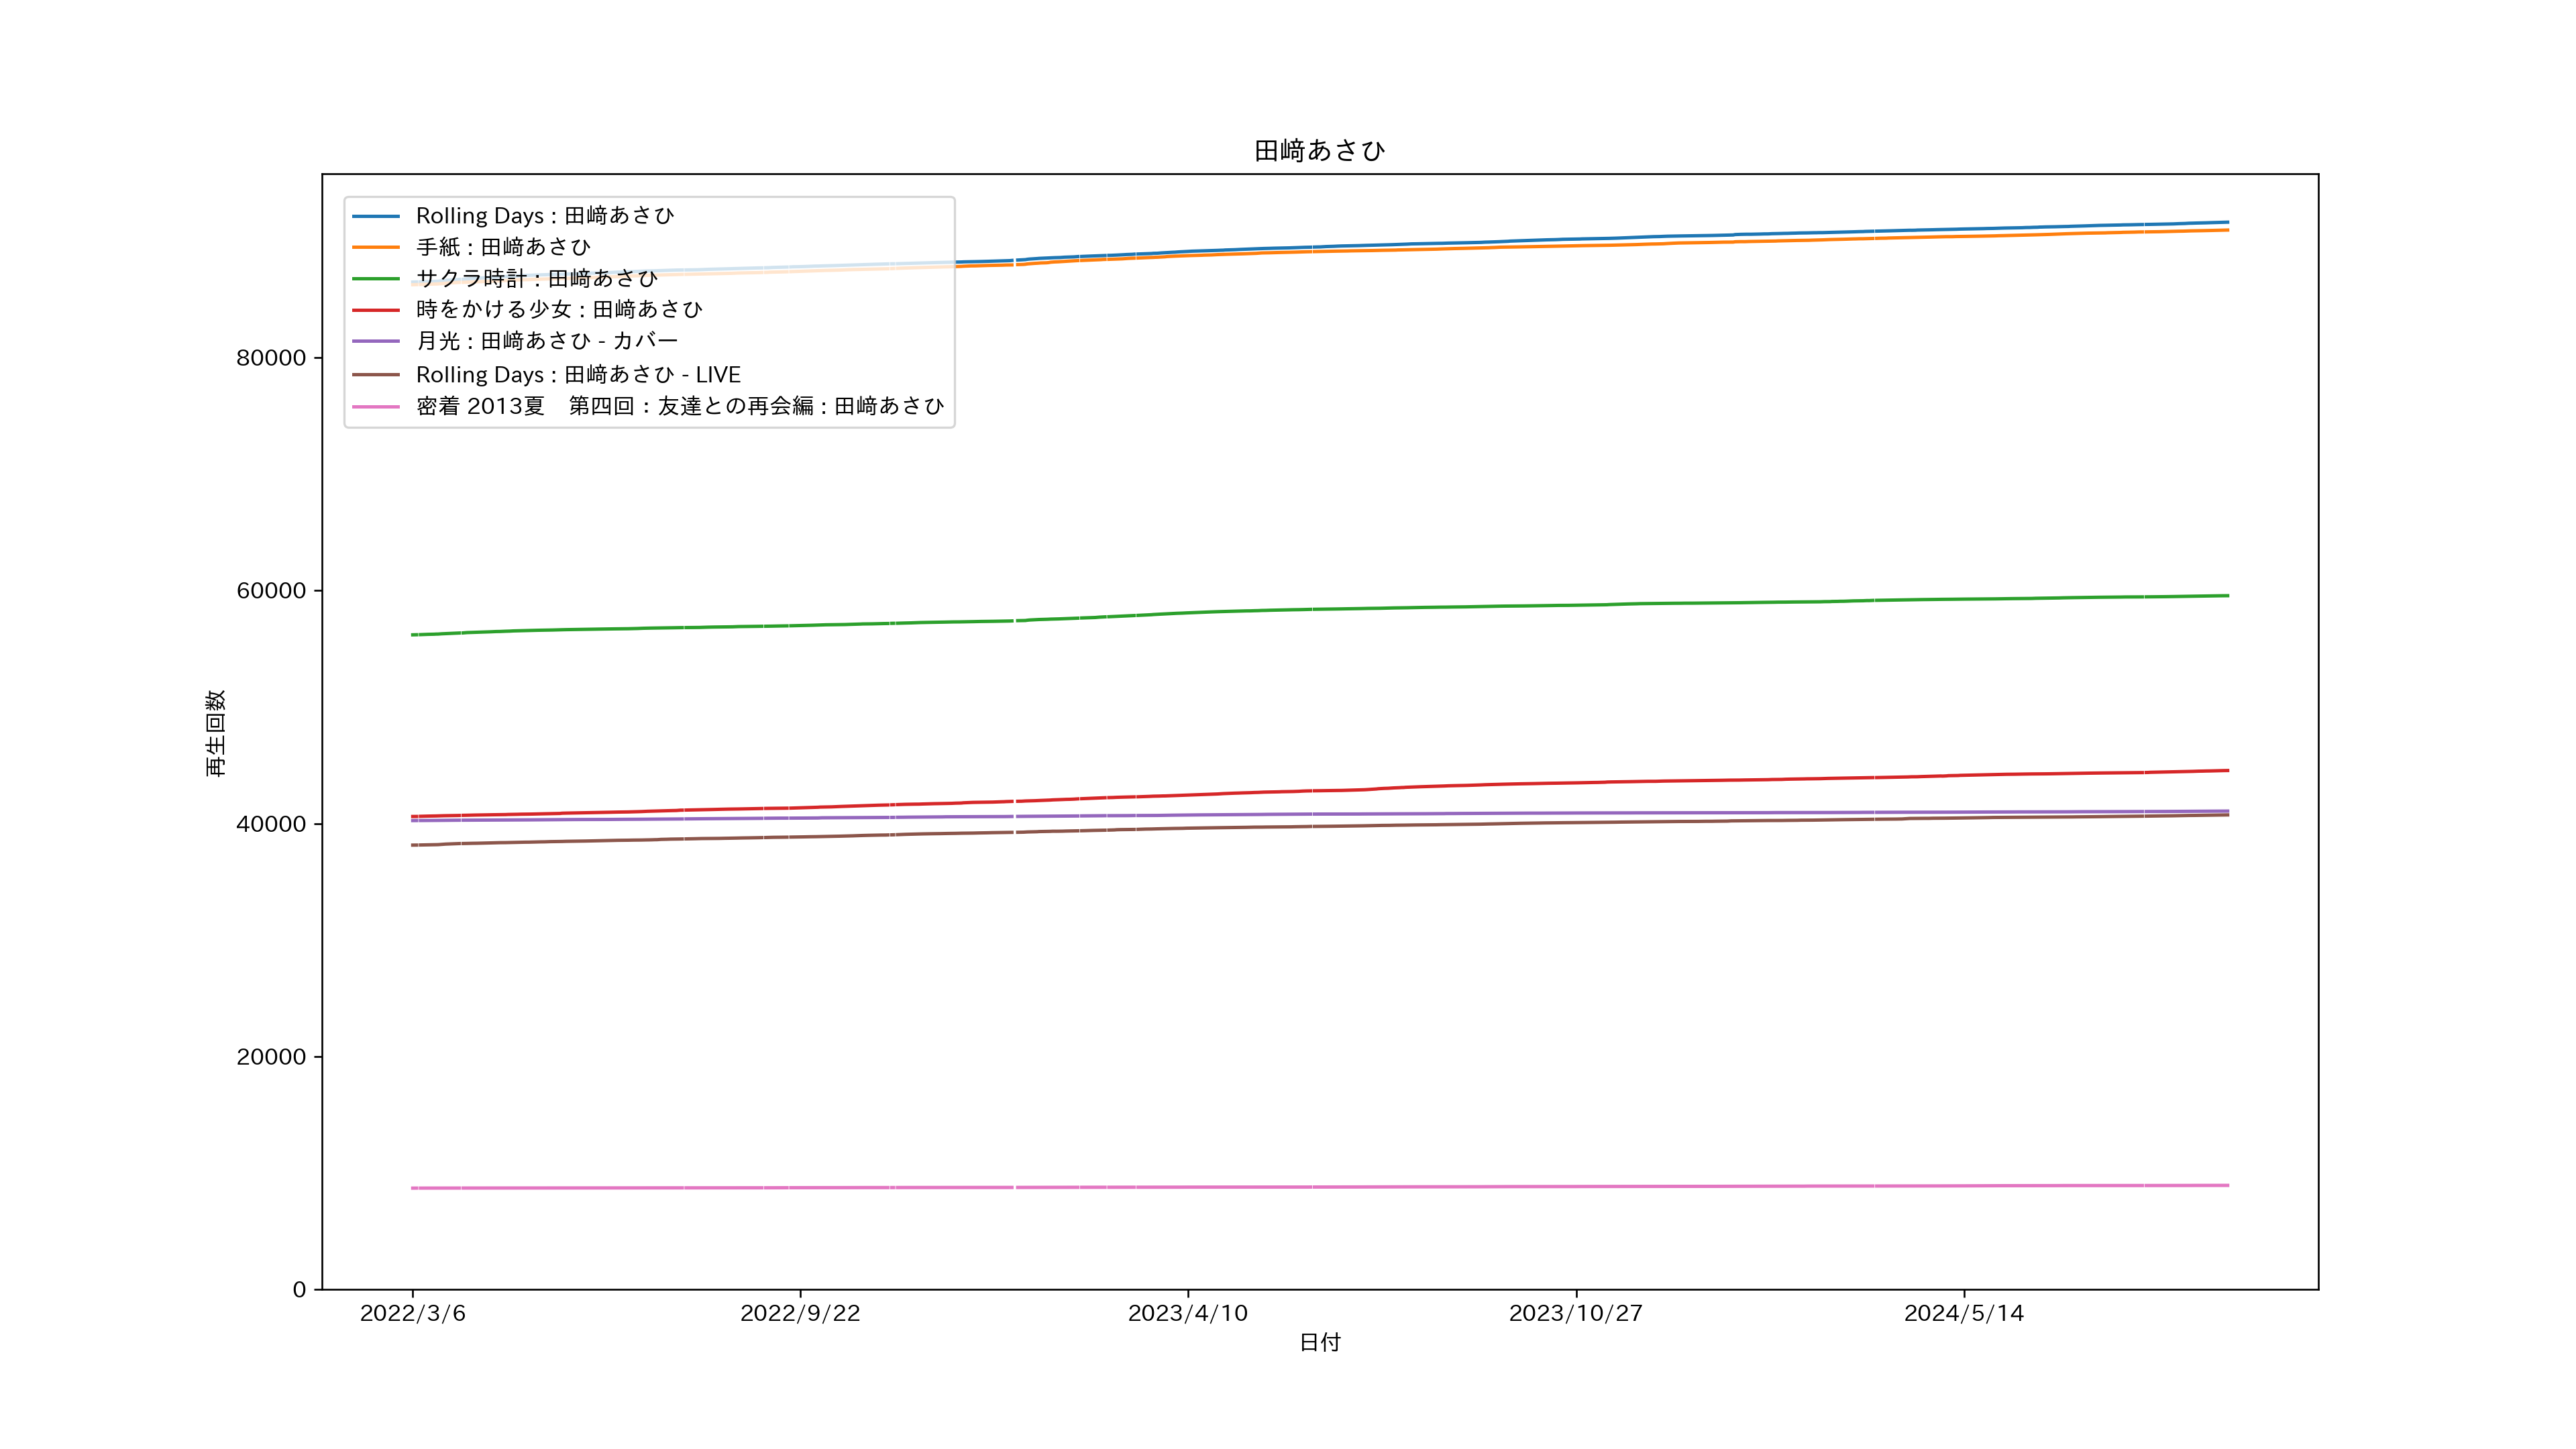 田﨑あさひ
Rolling Days : 田﨑あさひ
手紙 : 田﨑あさひ
サクラ時計 : 田﨑あさひ
時をかける少女 : 田﨑あさひ
月光 : 田﨑あさひ - カバー
Rolling Days : 田﨑あさひ - LIVE
密着 2013夏　第四回：友達との再会編 : 田﨑あさひ
80000
60000
40000
20000
0
再生回数
2022/3/6
2022/9/22
2023/4/10
2023/10/27
2024/5/14
日付